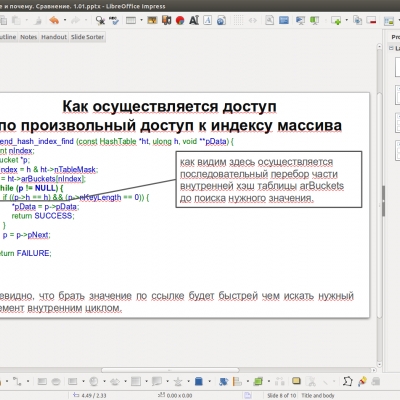 е и почему. Сравнение. 1.01.pptx - LibreOffice Impress
utline Notes Handout Slide Sorter
Pro
Как осуществляется доступ
по произвольный доступ к индексу массива
end_hash_index_find (const HashTable *ht, ulong h, void **pData) {
nt nIndex;
ucket *p;
ndex = h & ht->nTableMask;
= ht->arBuckets[nIndex];
hile (p != NULL) {
if ((p->h == h) && (p->nKeyLength == 0)) {
*pData = p->pData;
return SUCCESS;
}
p = p->pNext;
eturn FAILURE;
как видим здесь осуществляется
последовательный перебор части
внутренней хэш таблицы arBuckets
до поиска нужного значения.
евидно, что брать значение по ссылке будет быстрей чем искать нужный
емент внутренним циклом.
4.49 / 2.33 0.00 x 0.00 Slide 8 of 10 Title and body